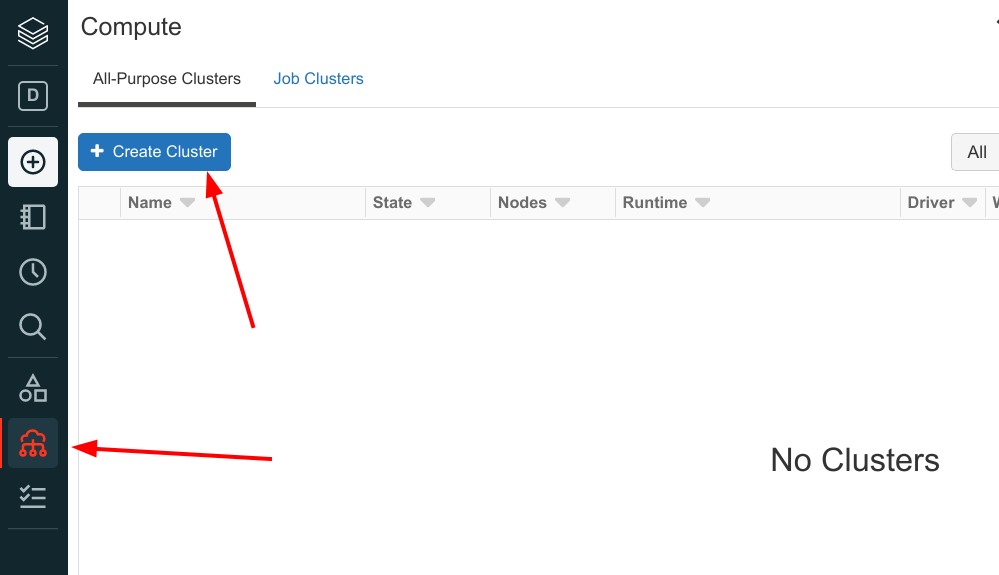 Compute
D
All-Purpose Clusters Job Clusters
+ Create Cluster
All
Name State Nodes Runtime Driver
No Clusters